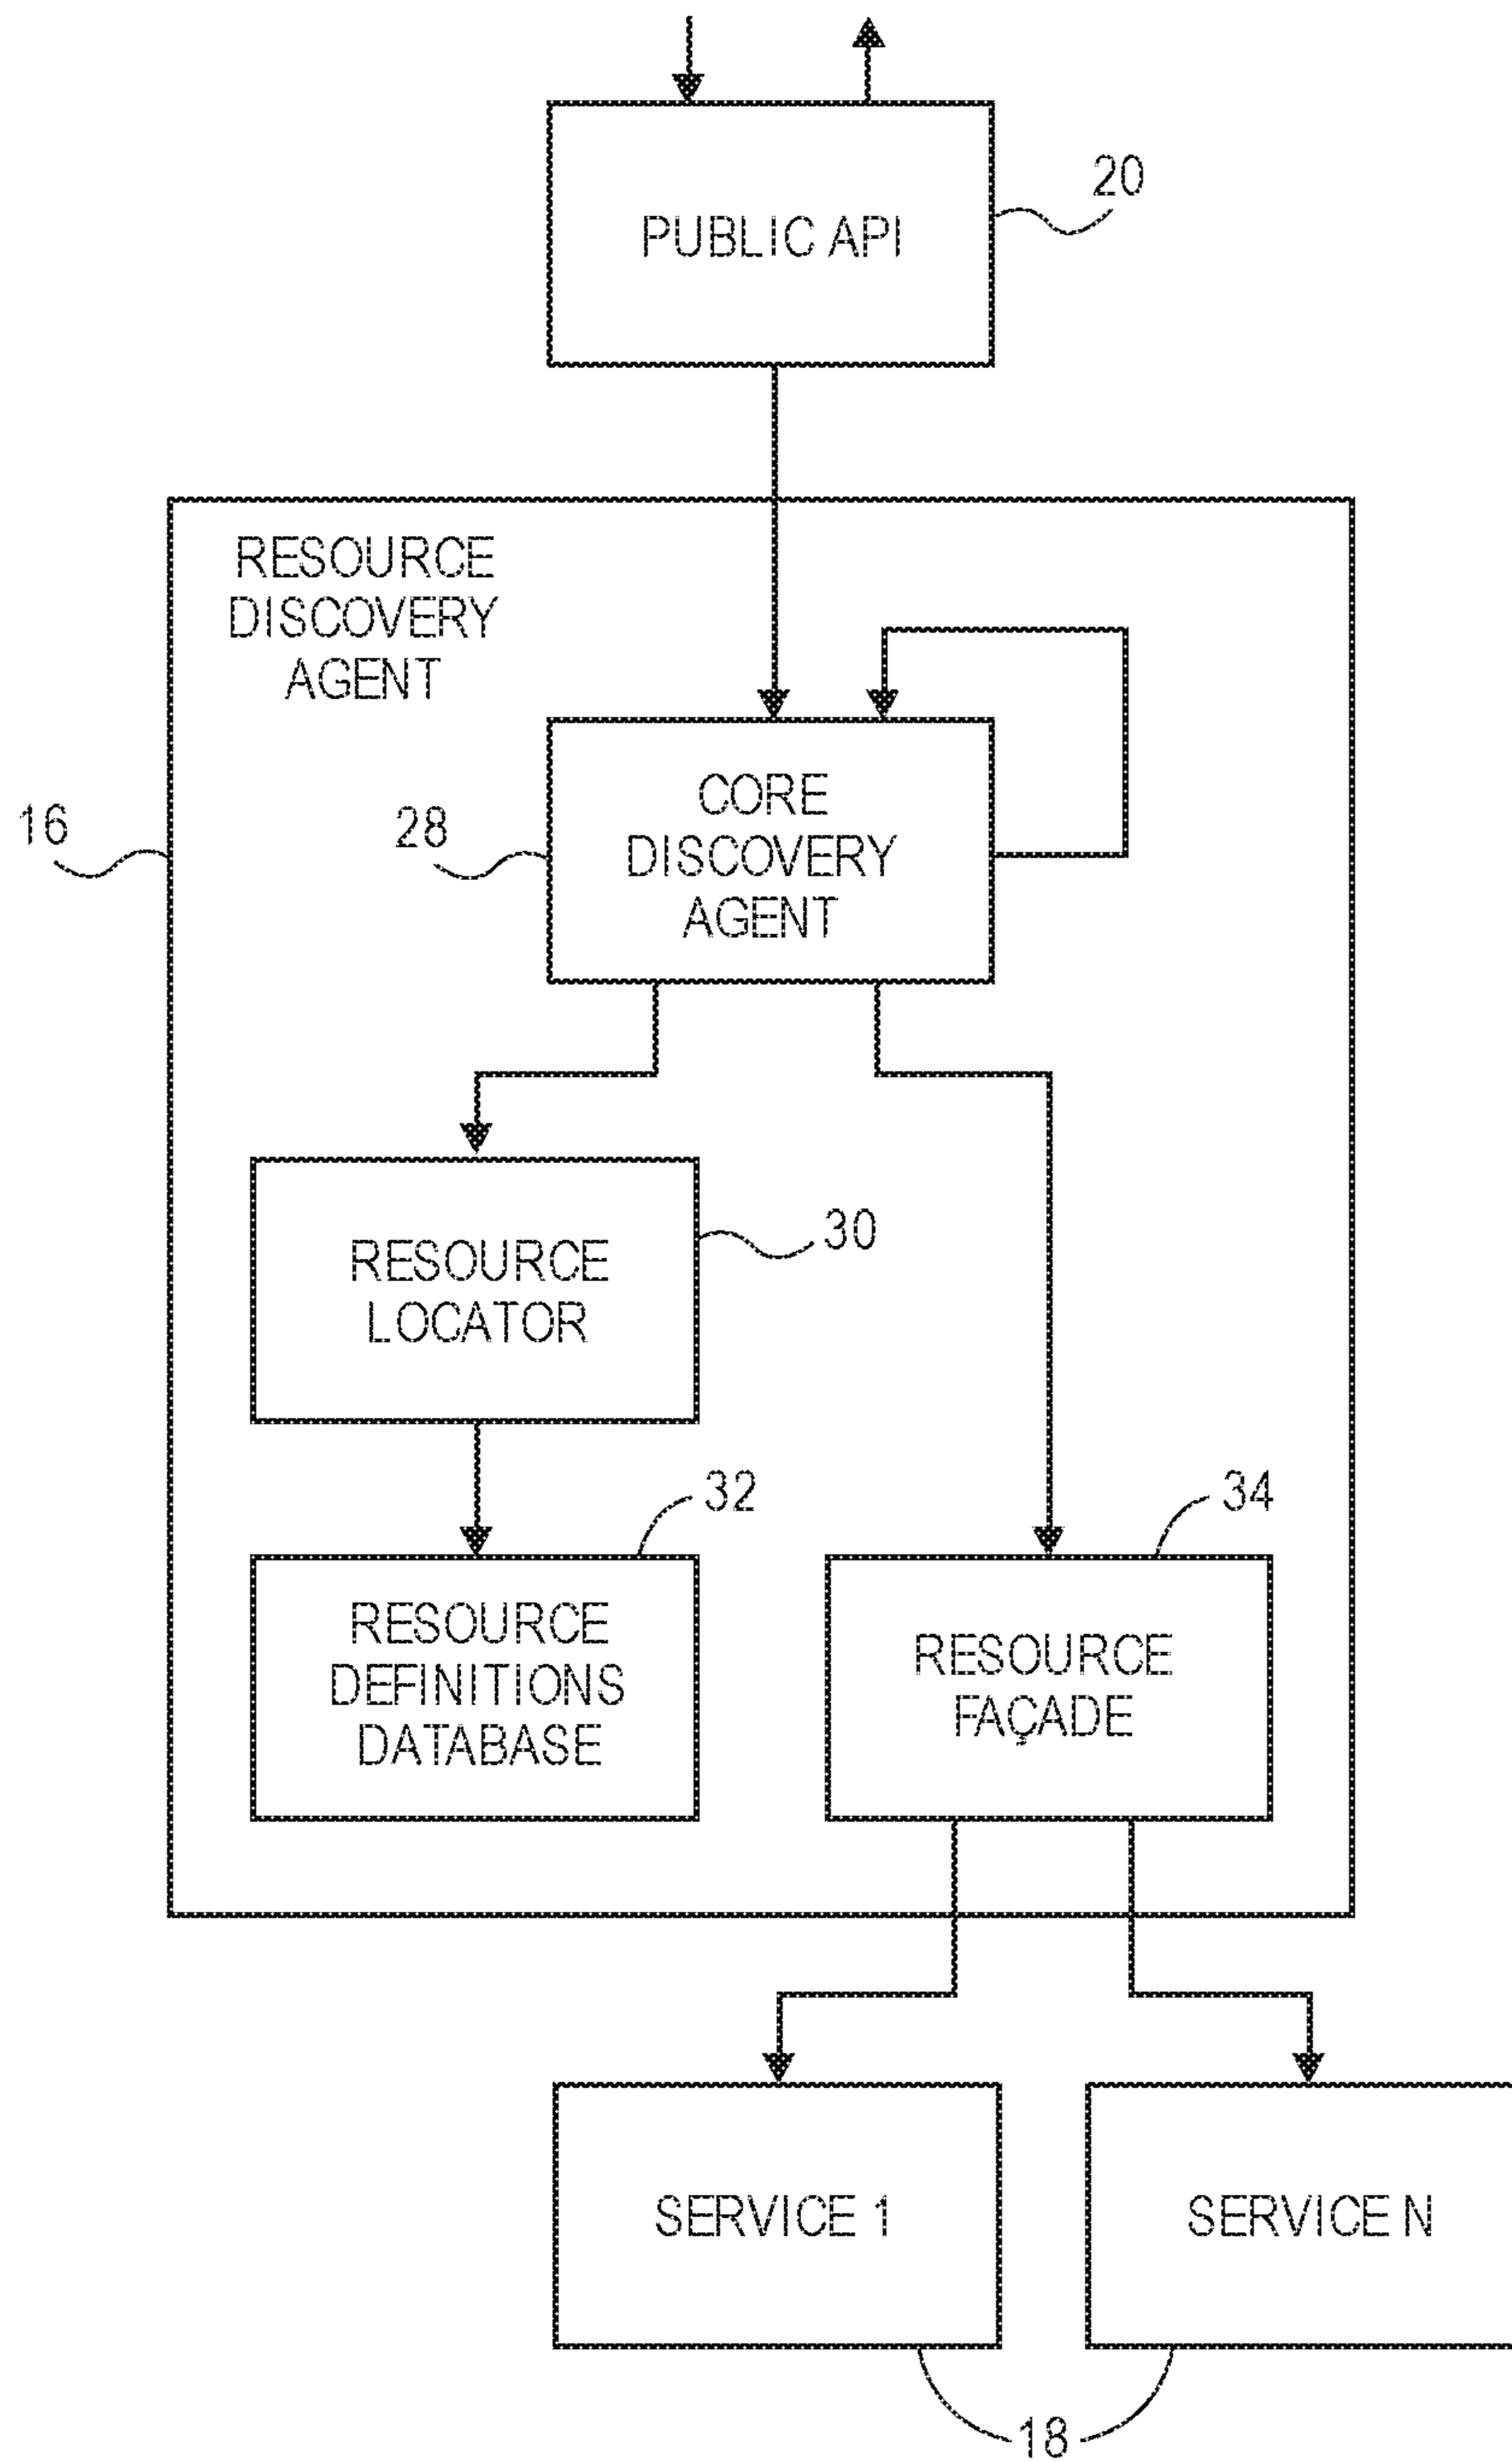 PUBLIC API
20
RESOURCE
DISCOVERY
AGENT
16
28
CORE
DISCOVERY
AGENT
RESOURCE
LOCATOR
30
32
34
RESOURCE
DEFINITIONS
DATABASE
RESOURCE
FAÇADE
SERVICE 1
SERVICE N
18